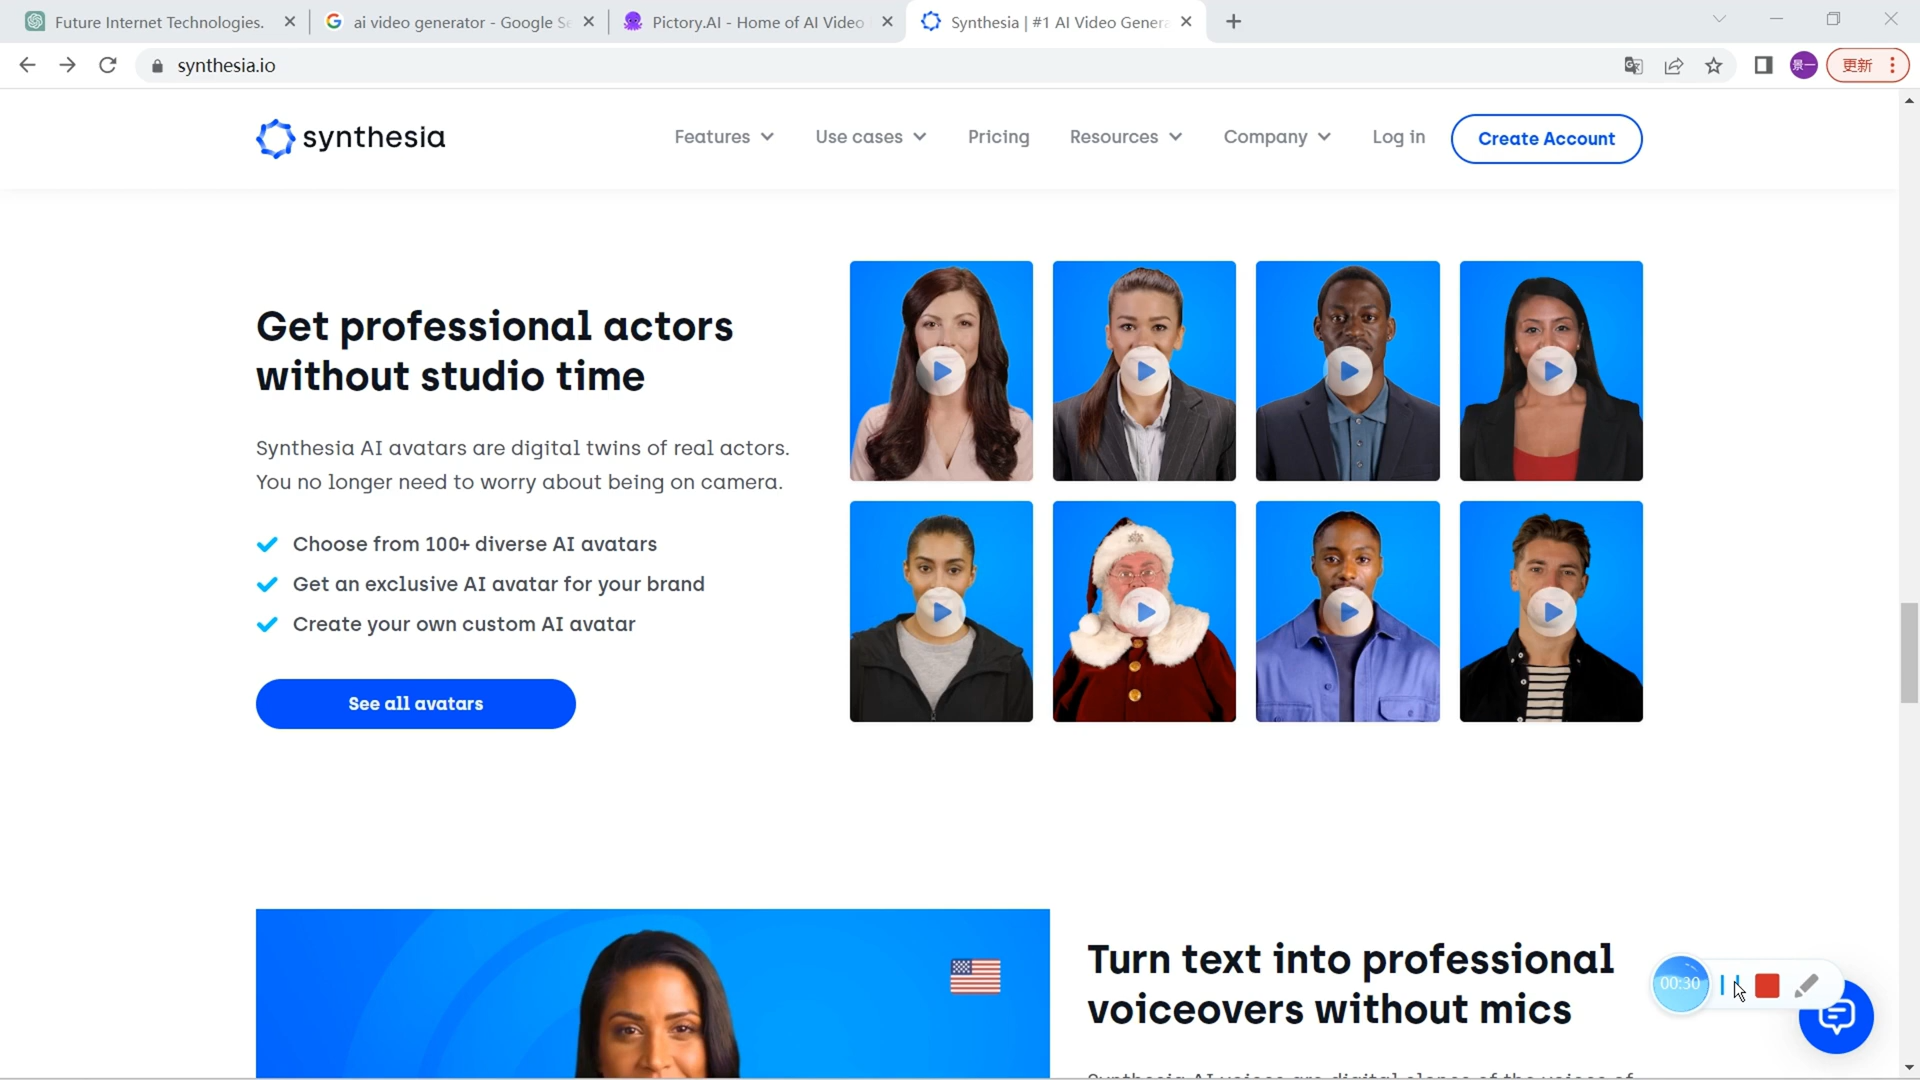 Future Internet Technologies.
ai video generator - Google Se
Pictory.AI - Home of AI Video
Synthesia | #1 AI Video Genera
synthesia.io
景一
更新
synthesia
Features
Use cases
Pricing
Resources
Company
Log in
Create Account
Get professional actors
without studio time
Synthesia AI avatars are digital twins of real actors.
You no longer need to worry about being on camera.
Choose from 100+ diverse AI avatars
Get an exclusive AI avatar for your brand
Create your own custom AI avatar
See all avatars
Turn text into professional
voiceovers without mics
00:30